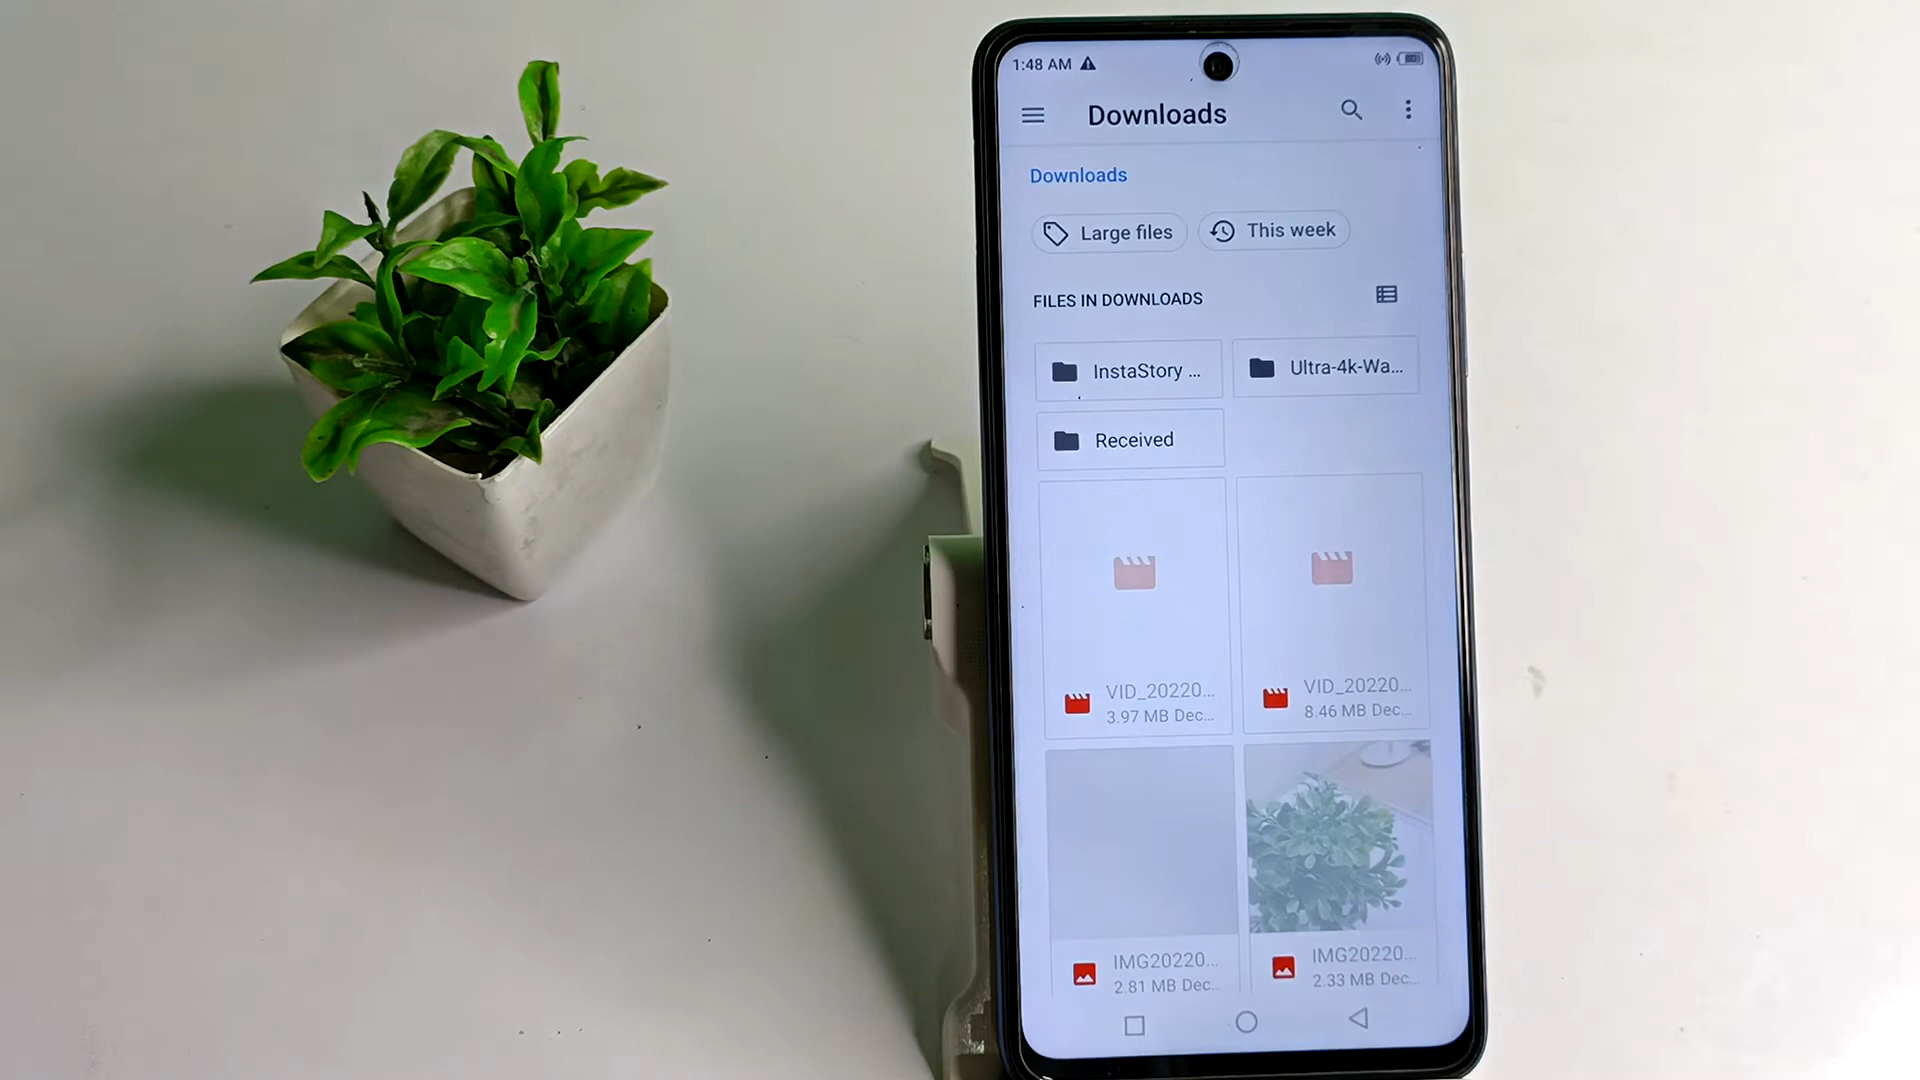 1:48 AM
Downloads
Downloads
Large files
This week
FILES IN DOWNLOADS
InstaStory ...
Ultra-4k-Wa...
Received
VID_20220...
3.97 MB Dec...
VID_20220...
8.46 MB Dec...
IMG20220...
2.81 MB Dec...
IMG20220...
2.33 MB Dec...